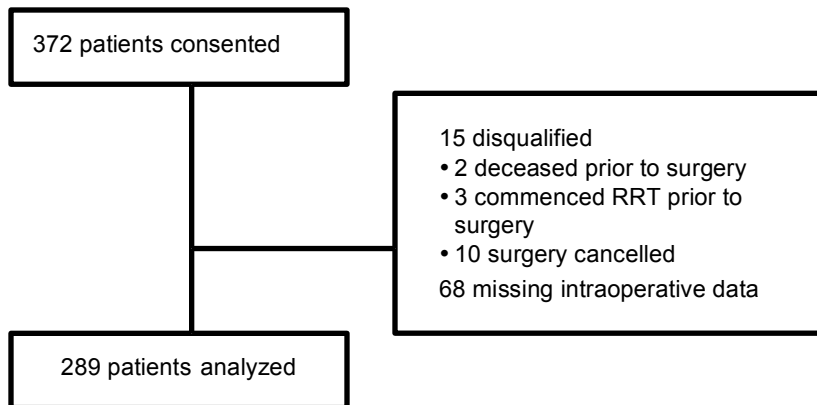 372 patients consented
15 disqualified
• 2 deceased prior to surgery
• 3 commenced RRT prior to
surgery
• 10 surgery cancelled
68 missing intraoperative data
289 patients analyzed